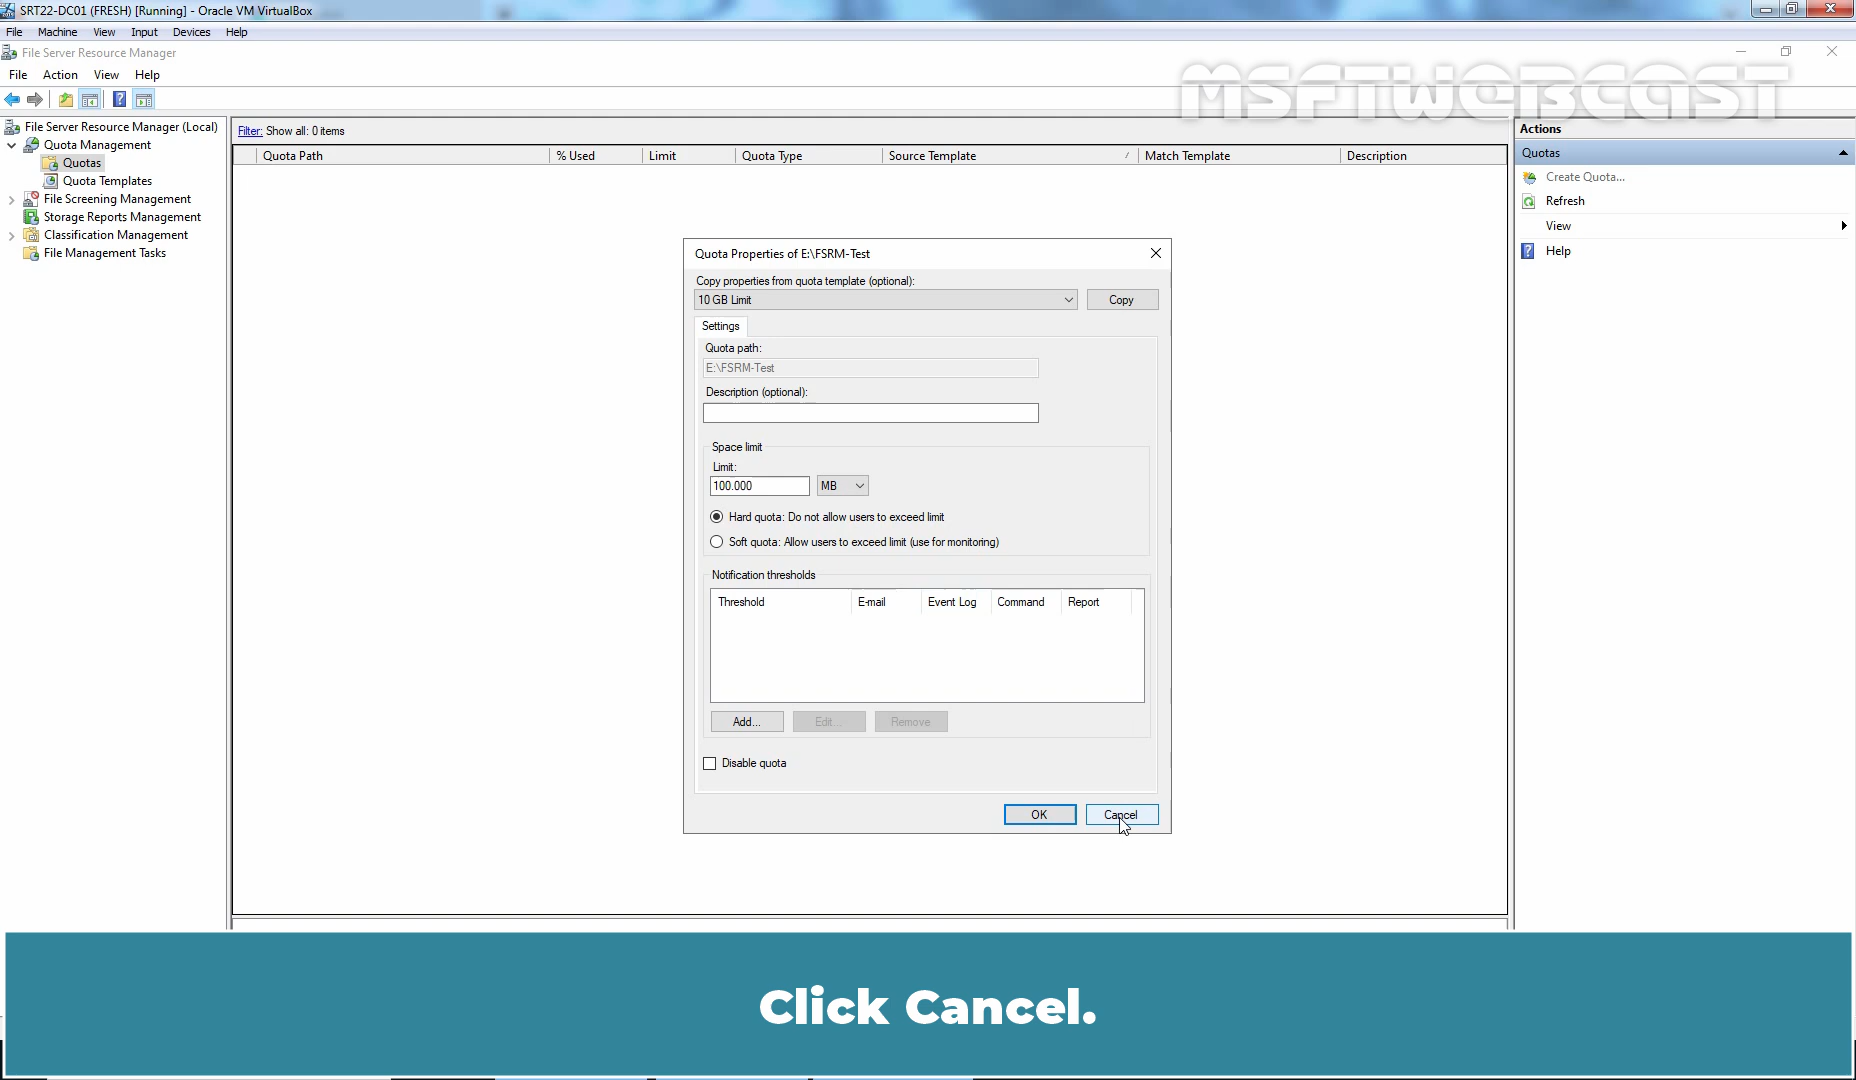 SRT22-DC01 (FRESH) [Running] - Oracle VM VirtualBox
File Machine View Input Devices Help
File Server Resource Manager
File Action View Help
MSFTWEBCAST
File Server Resource Manager (Local)
Quota Management
Quotas
Quota Templates
File Screening Management
Storage Reports Management
Classification Management
File Management Tasks
Filter: Show all: 0 items
Quota Path % Used Limit Quota Type Source Template Match Template Description
Quota Properties of E:\FSRM-Test
Copy properties from quota template (optional):
10 GB Limit Copy
Settings
Quota path:
E:\FSRM-Test
Description (optional):
Space limit
Limit:
100.000 MB
Hard quota: Do not allow users to exceed limit
Soft quota: Allow users to exceed limit (use for monitoring)
Notification thresholds
Threshold E-mail Event Log Command Report
Add... Edit... Remove
Disable quota
OK Cancel
Actions
Quotas
Create Quota...
Refresh
View
Help
Click Cancel.